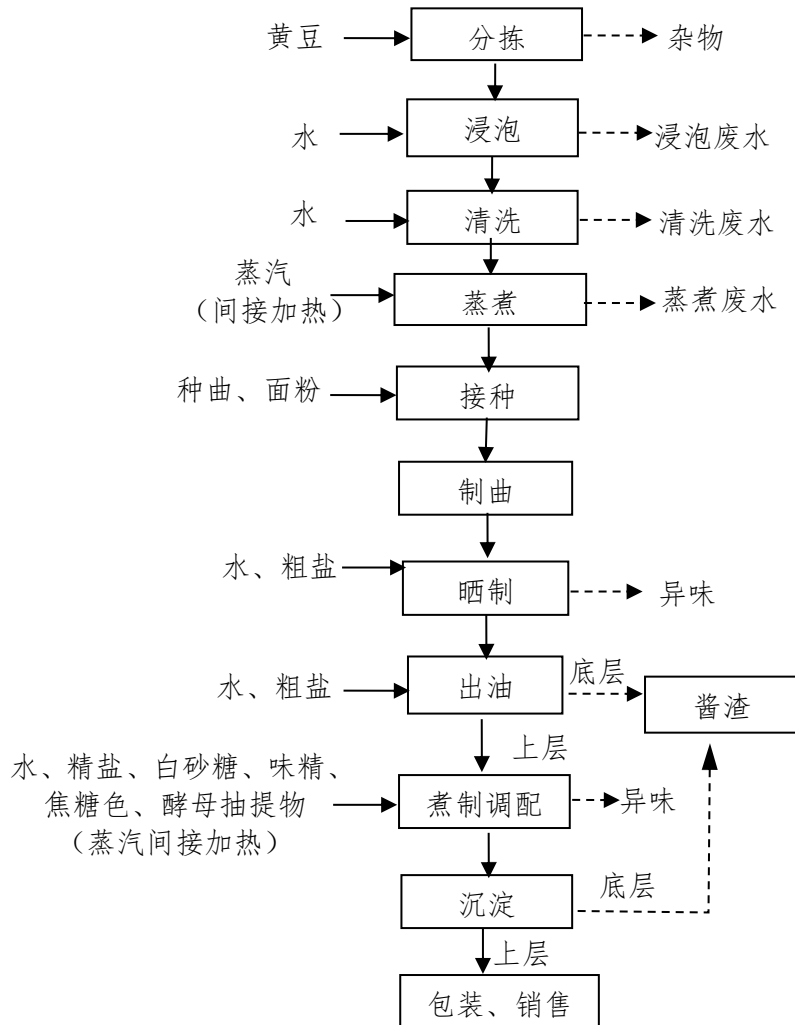 黄豆
分拣
杂物
水
浸泡
浸泡废水
水
清洗
清洗废水
蒸汽
（间接加热）
蒸煮
蒸煮废水
种曲、面粉
接种
制曲
水、粗盐
晒制
异味
水、粗盐
出油
底层
酱渣
上层
水、精盐、白砂糖、味精、
焦糖色、酵母抽提物
（蒸汽间接加热）
煮制调配
异味
沉淀
底层
上层
包装、销售